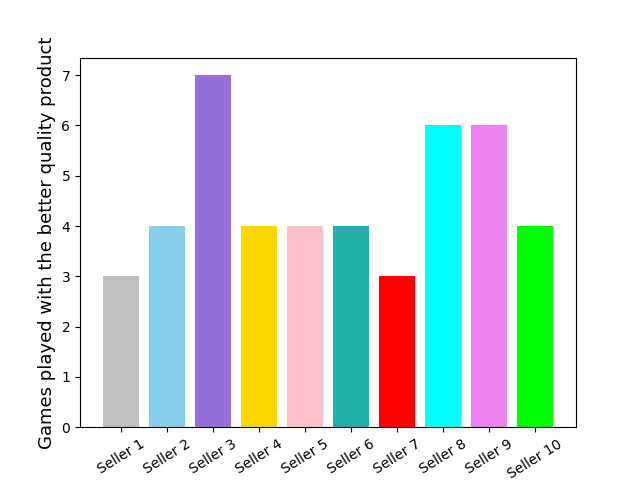 Games played with the better quality product
7
6
5
4
3
2
1
0
Seller 1
Seller 2
Seller 3
Seller 4
Seller 5
Seller 6
Seller 7
Seller 8
Seller 9
Seller 10